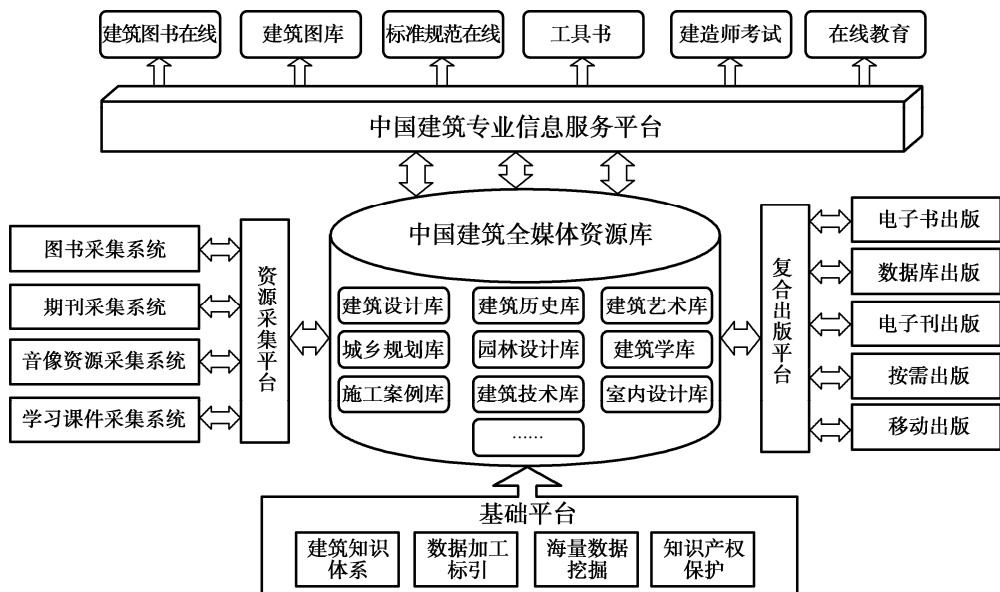 建筑图书在线
建筑图库
标准规范在线
工具书
建造师考试
在线教育
中国建筑专业信息服务平台
中国建筑全媒体资源库
图书采集系统
期刊采集系统
音像资源采集系统
学习课件采集系统
资源采集平台
建筑设计库
建筑历史库
建筑艺术库
城乡规划库
园林设计库
建筑学库
施工案例库
建筑技术库
室内设计库
……
复合出版平台
电子书出版
数据库出版
电子刊出版
按需出版
移动出版
基础平台
建筑知识
体系
数据加工
标引
海量数据
挖掘
知识产权
保护